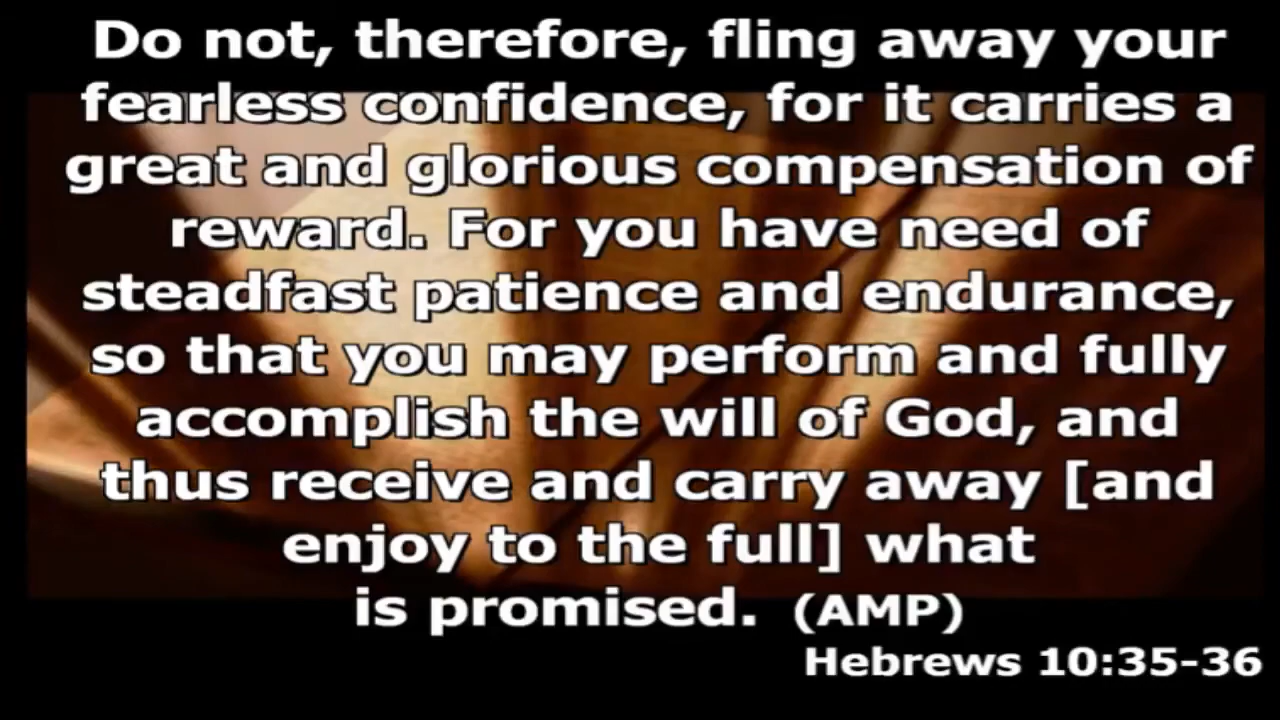 Do not, therefore, fling away your
fearless confidence, for it carries a
great and glorious compensation of
reward. For you have need of
steadfast patience and endurance,
so that you may perform and fully
accomplish the will of God, and
thus receive and carry away [and
enjoy to the full] what
is promised. (AMP)
Hebrews 10:35-36